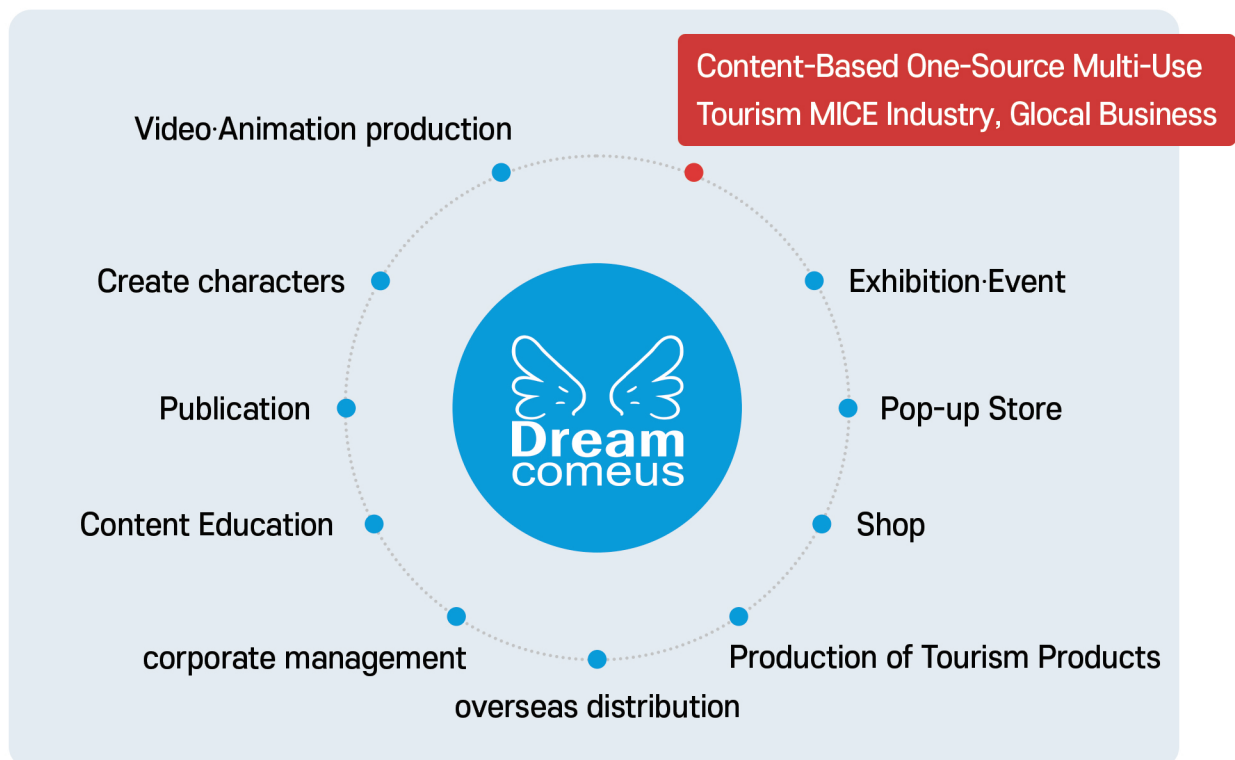 Content-Based One-Source Multi-Use
Tourism MICE Industry, Glocal Business
Video·Animation production
Create characters
Exhibition·Event
Publication
Pop-up Store
Dream
comeus
Content Education
Shop
corporate management
Production of Tourism Products
overseas distribution